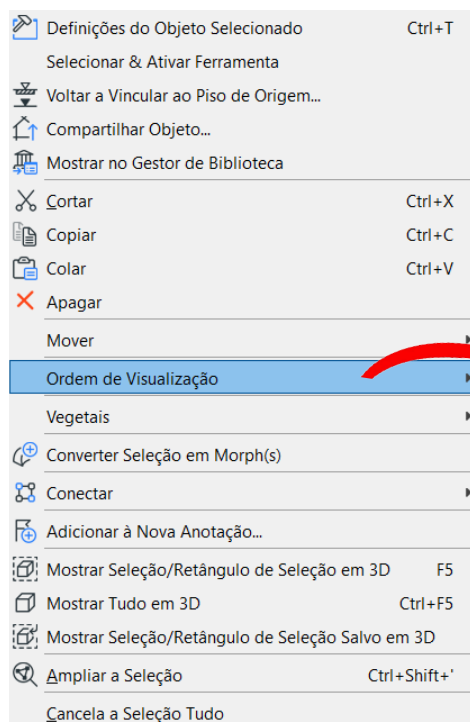 Definições do Objeto Selecionado Ctrl+T
Selecionar & Ativar Ferramenta
Voltar a Vincular ao Piso de Origem...
Compartilhar Objeto...
Mostrar no Gestor de Biblioteca
Cortar Ctrl+X
Copiar Ctrl+C
Colar Ctrl+V
Apagar
Mover
Ordem de Visualização
Vegetais
Converter Seleção em Morph(s)
Conectar
Adicionar à Nova Anotação...
Mostrar Seleção/Retângulo de Seleção em 3D F5
Mostrar Tudo em 3D Ctrl+F5
Mostrar Seleção/Retângulo de Seleção Salvo em 3D
Ampliar a Seleção Ctrl+Shift+'
Cancela a Seleção Tudo